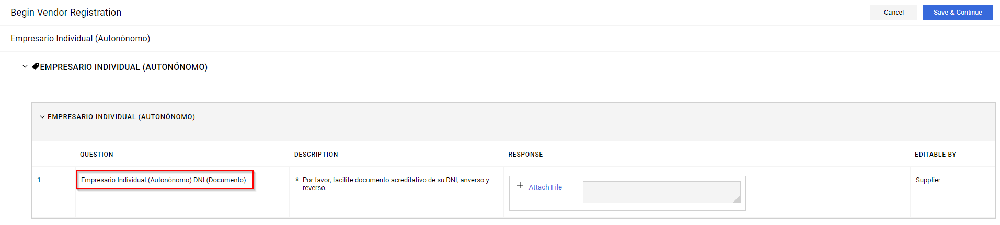 Begin Vendor Registration
Cancel
Save & Continue
Empresario Individual (Autonónomo)
EMPRESARIO INDIVIDUAL (AUTONÓNOMO)
EMPRESARIO INDIVIDUAL (AUTONÓNOMO)
QUESTION
DESCRIPTION
RESPONSE
EDITABLE BY
1
Empresario Individual (Autonónomo) DNI (Documento)
* Por favor, facilite documento acreditativo de su DNI, anverso y
reverso.
+ Attach File
Supplier